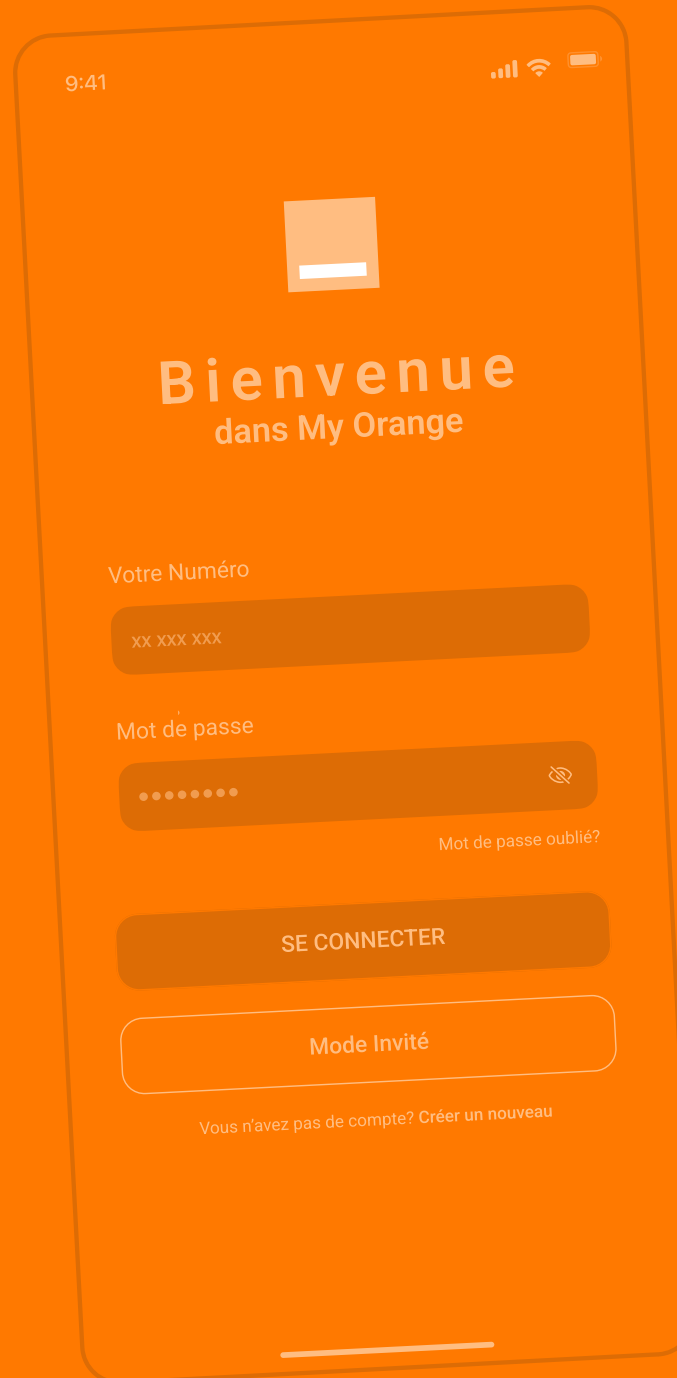 9:41
Bienvenue
dans My Orange
Votre Numéro
xx xxx xxx
Mot de passe
Mot de passe oublié?
SE CONNECTER
Mode Invité
Vous n'avez pas de compte? Créer un nouveau